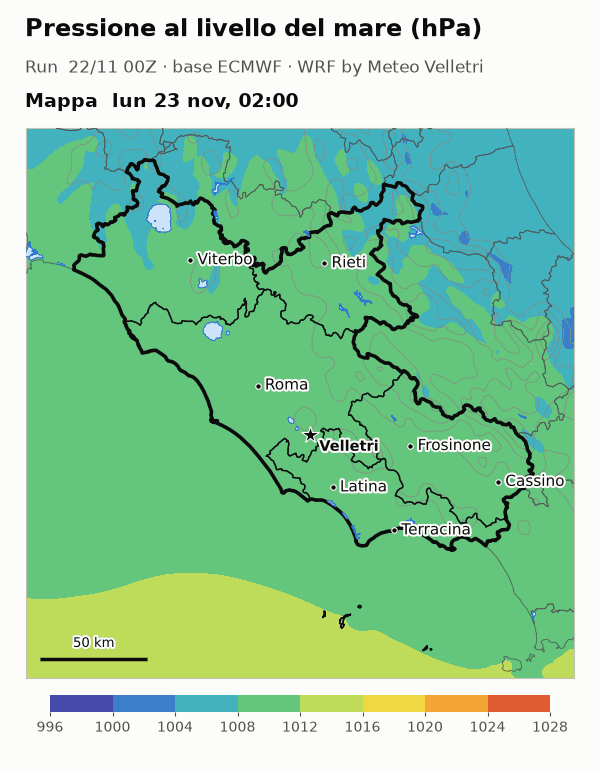 Pressione al livello del mare (hPa)
Run  22/11 00Z · base ECMWF · WRF by Meteo Velletri
Mappa  lun 23 nov, 02:00
Viterbo
Rieti
Roma
Velletri
Frosinone
Latina
Cassino
Terracina
50 km
996 1000 1004 1008 1012 1016 1020 1024 1028